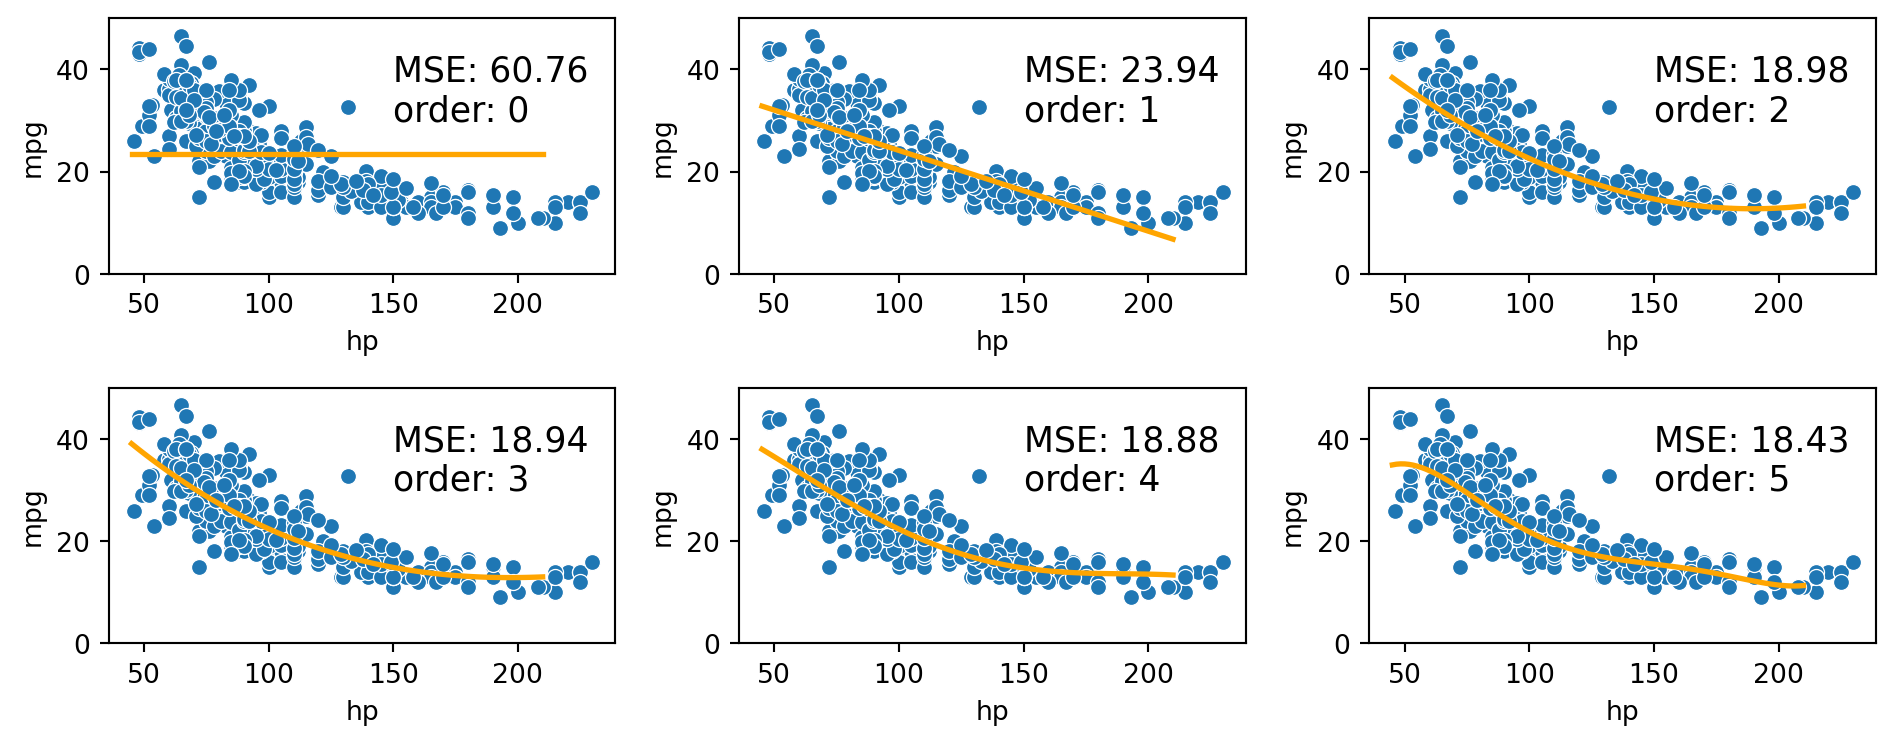 mpg
40
20
0
MSE: 60.76
order: 0
50 100 150 200
hp
mpg
40
20
0
MSE: 23.94
order: 1
50 100 150 200
hp
mpg
40
20
0
MSE: 18.98
order: 2
50 100 150 200
hp
mpg
40
20
0
MSE: 18.94
order: 3
50 100 150 200
hp
mpg
40
20
0
MSE: 18.88
order: 4
50 100 150 200
hp
mpg
40
20
0
MSE: 18.43
order: 5
50 100 150 200
hp